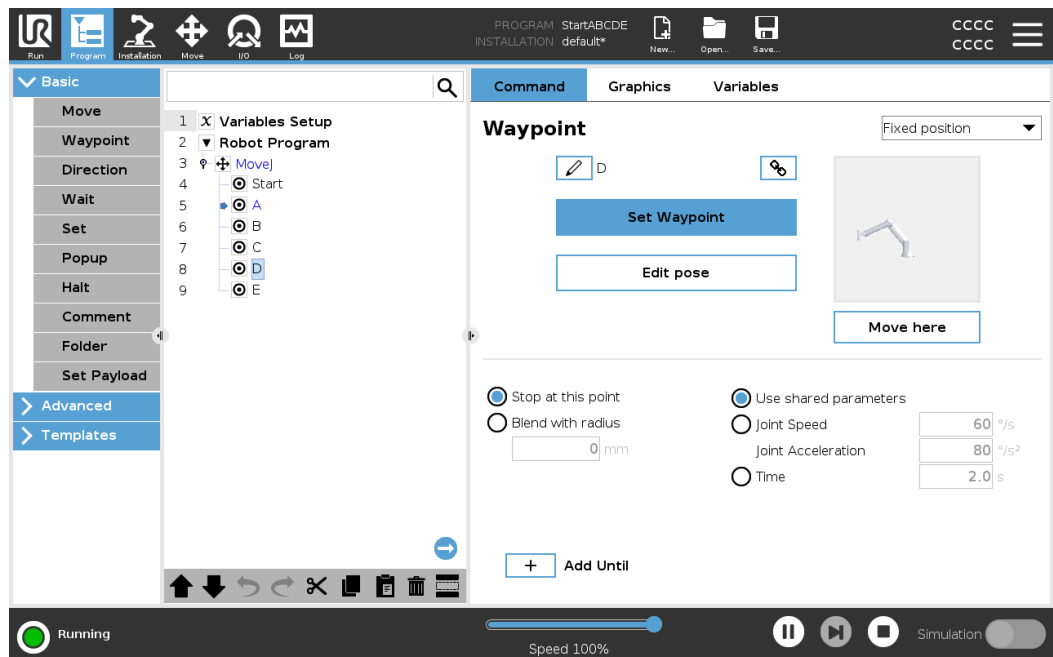 PROGRAM StartABCDE
INSTALLATION default*
CCCC
CCCC
Run Program Installation Move I/O Log New... Open... Save...
Basic
Command Graphics Variables
Move
Waypoint
Direction
Wait
Set
Popup
Halt
Comment
Folder
Set Payload
Advanced
Templates
1 X Variables Setup
2 Robot Program
3 MoveJ
4 Start
5 A
6 B
7 C
8 D
9 E
Waypoint Fixed position
D
Set Waypoint
Edit pose
Move here
Stop at this point
Blend with radius
0 mm
Use shared parameters
Joint Speed 60 °/s
Joint Acceleration 80 °/s²
Time 2.0 s
+ Add Until
Running
Speed 100%
Simulation